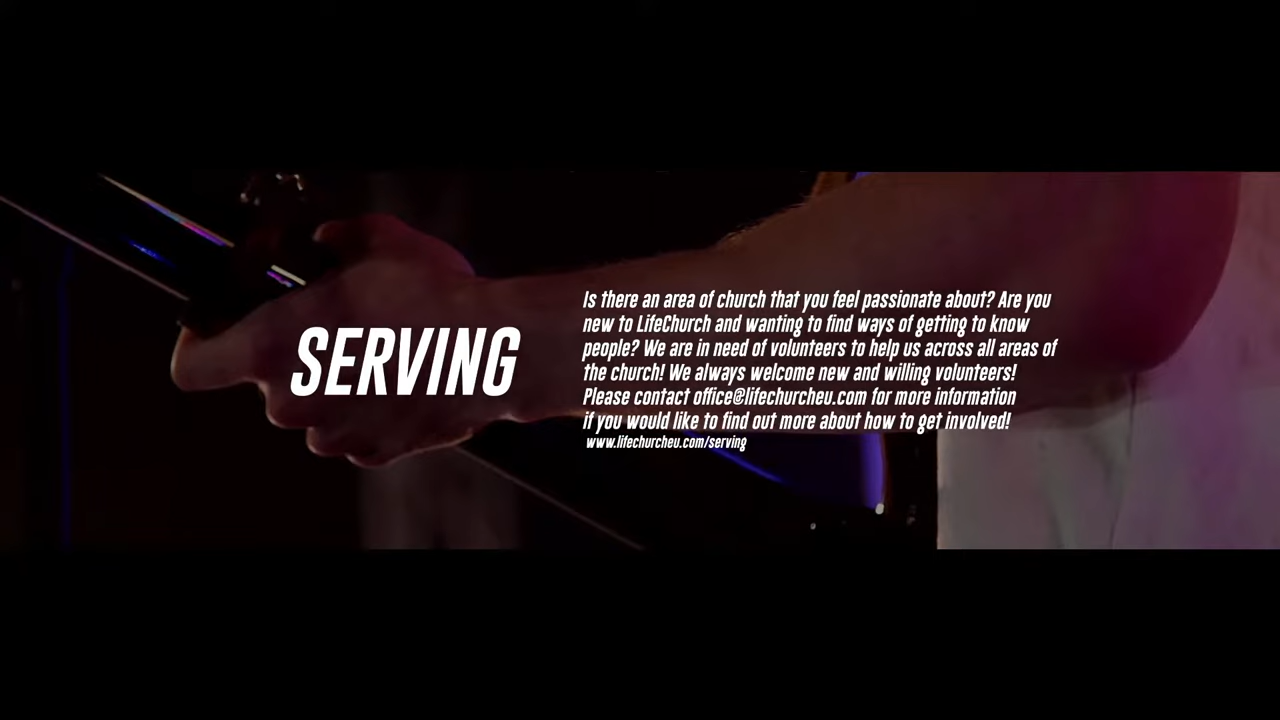 SERVING
Is there an area of church that you feel passionate about? Are you
new to LifeChurch and wanting to find ways of getting to know
people? We are in need of volunteers to help us across all areas of
the church! We always welcome new and willing volunteers!
Please contact office@lifechurcheu.com for more information
if you would like to find out more about how to get involved!
www.lifechurcheu.com/serving